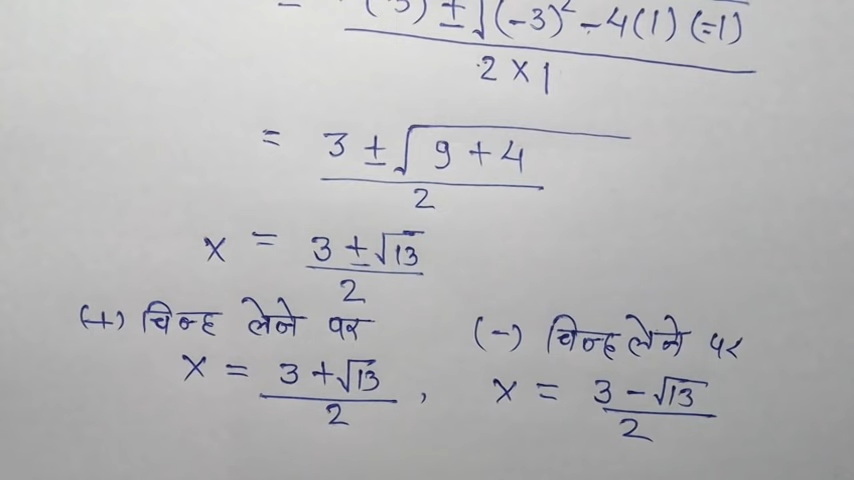 = (3) ± √(-3)² - 4(1)(-1)
2 × 1
= 3 ± √9 + 4
2
x = 3 ± √13
2
(+) चिन्ह लेने पर (-) चिन्ह लेने पर
x = 3 + √13 , x = 3 - √13
2 2